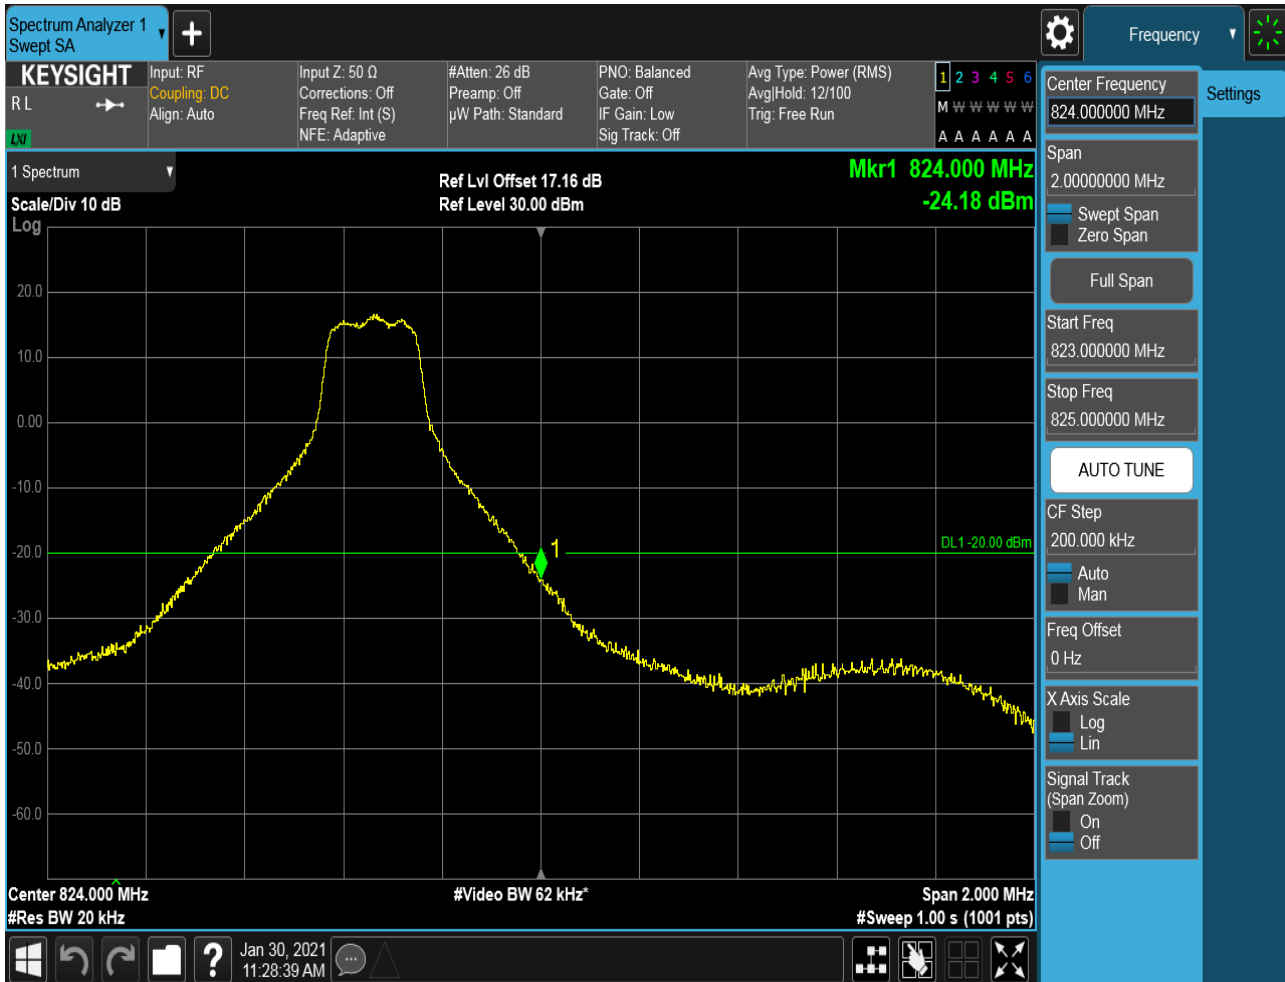 Spectrum Analyzer 1
Swept SA
+
Frequency
KEYSIGHT
R L
LXI
Input: RF
Coupling: DC
Align: Auto
Input Z: 50 Ω
Corrections: Off
Freq Ref: Int (S)
NFE: Adaptive
#Atten: 26 dB
Preamp: Off
µW Path: Standard
PNO: Balanced
Gate: Off
IF Gain: Low
Sig Track: Off
Avg Type: Power (RMS)
Avg|Hold: 12/100
Trig: Free Run
1 2 3 4 5 6
M W W W W W
A A A A A A
1 Spectrum
Scale/Div 10 dB
Log
Ref Lvl Offset 17.16 dB
Ref Level 30.00 dBm
Mkr1 824.000 MHz
-24.18 dBm
20.0
10.0
0.00
-10.0
-20.0
-30.0
-40.0
-50.0
-60.0
1
DL1 -20.00 dBm
Center 824.000 MHz
#Res BW 20 kHz
#Video BW 62 kHz*
Span 2.000 MHz
#Sweep 1.00 s (1001 pts)
Center Frequency
824.000000 MHz
Settings
Span
2.00000000 MHz
Swept Span
Zero Span
Full Span
Start Freq
823.000000 MHz
Stop Freq
825.000000 MHz
AUTO TUNE
CF Step
200.000 kHz
Auto
Man
Freq Offset
0 Hz
X Axis Scale
Log
Lin
Signal Track
(Span Zoom)
On
Off
?
Jan 30, 2021
11:28:39 AM